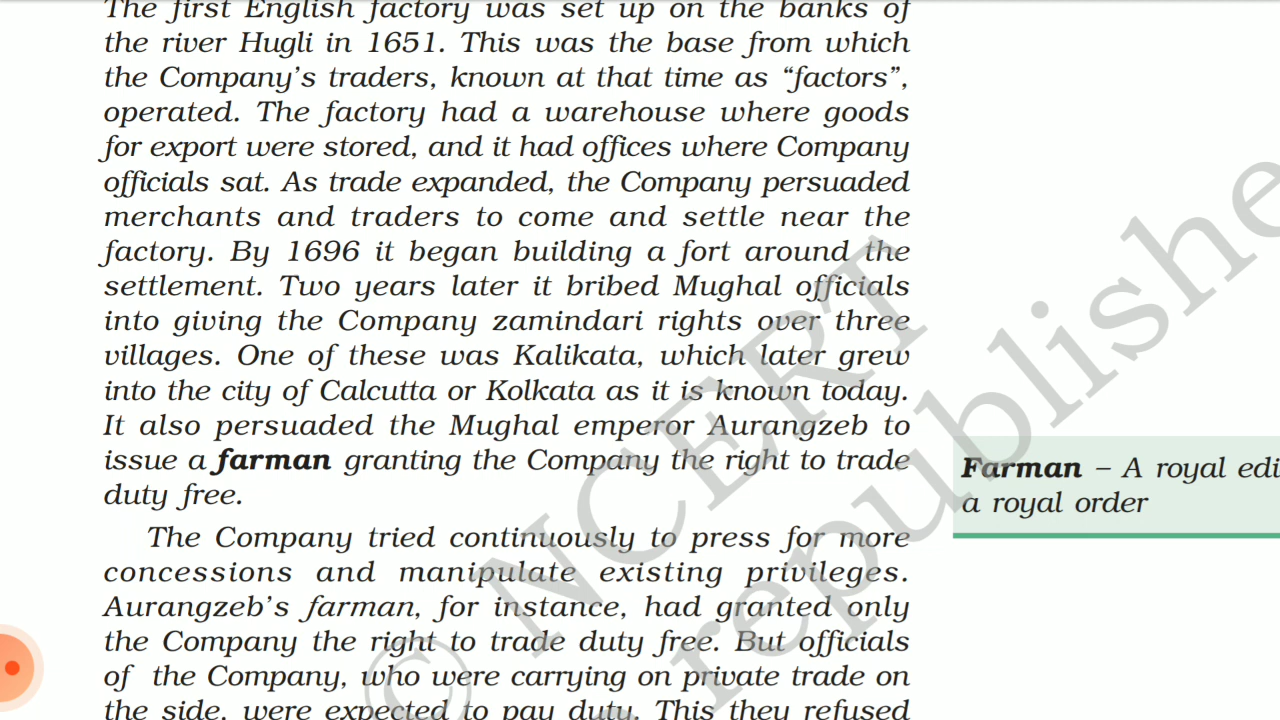 The first English factory was set up on the banks of
the river Hugli in 1651. This was the base from which
the Company's traders, known at that time as “factors”,
operated. The factory had a warehouse where goods
for export were stored, and it had offices where Company
officials sat. As trade expanded, the Company persuaded
merchants and traders to come and settle near the
factory. By 1696 it began building a fort around the
settlement. Two years later it bribed Mughal officials
into giving the Company zamindari rights over three
villages. One of these was Kalikata, which later grew
into the city of Calcutta or Kolkata as it is known today.
It also persuaded the Mughal emperor Aurangzeb to
issue a farman granting the Company the right to trade
duty free.
The Company tried continuously to press for more
concessions and manipulate existing privileges.
Aurangzeb's farman, for instance, had granted only
the Company the right to trade duty free. But officials
of the Company, who were carrying on private trade on
the side, were expected to pay duty. This they refused
Farman – A royal edi
a royal order
© NCERT
republishe